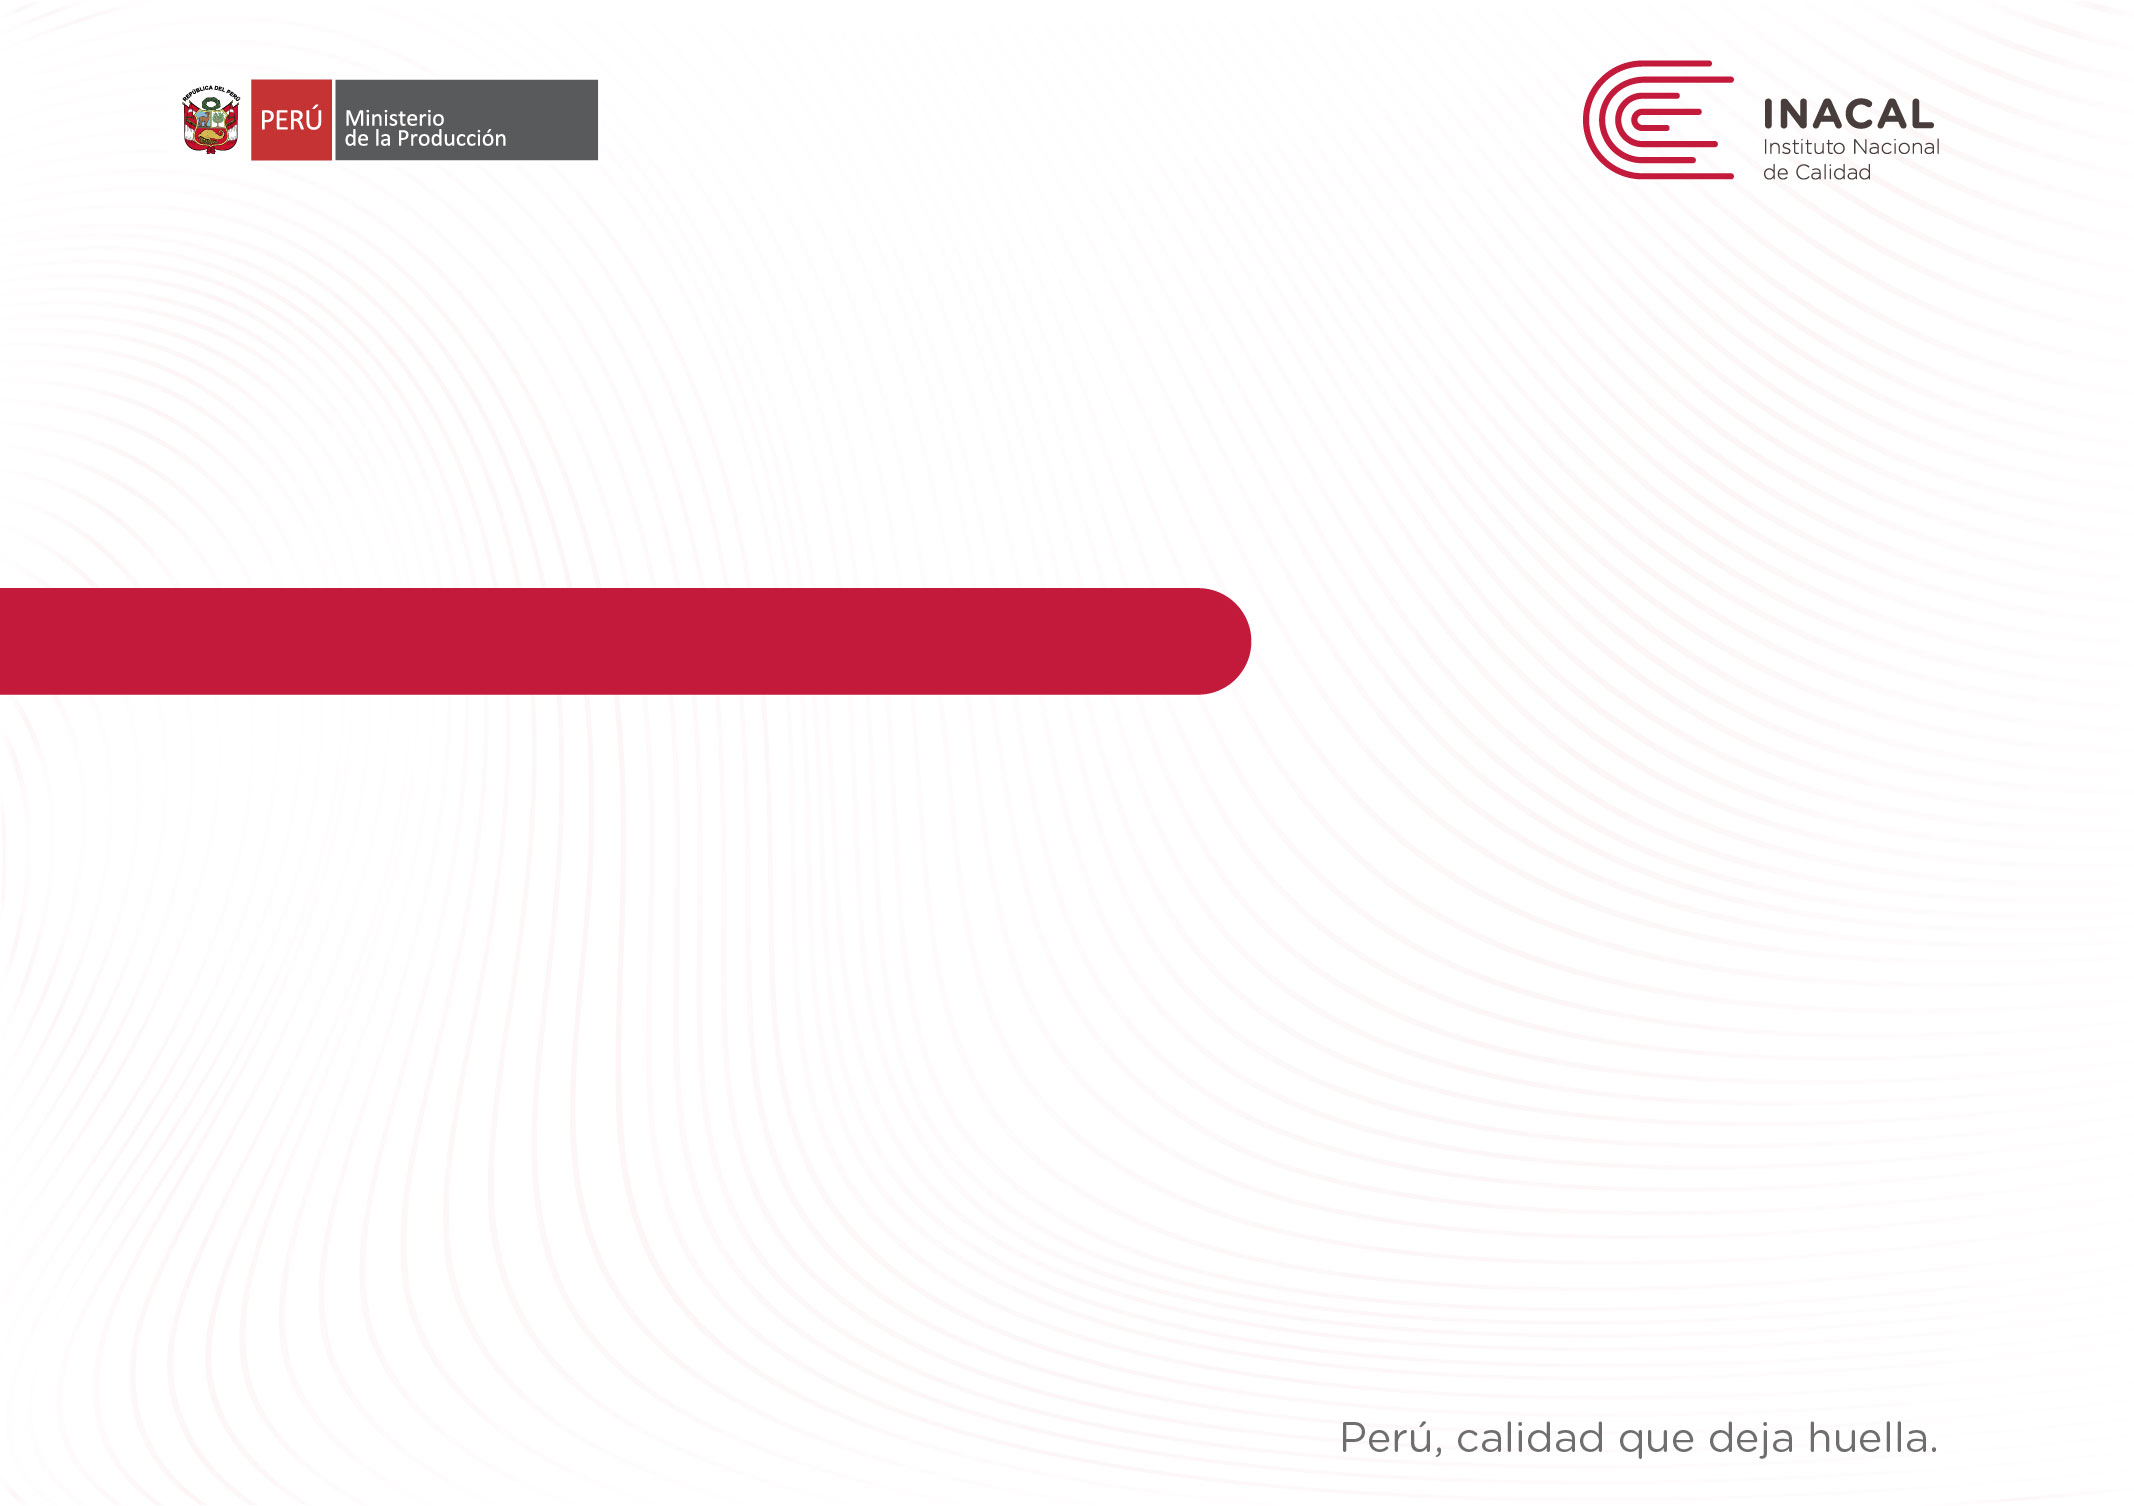 REPÚBLICA DEL PERÚ
PERÚ
Ministerio
de la Producción
INACAL
Instituto Nacional
de Calidad
Perú, calidad que deja huella.